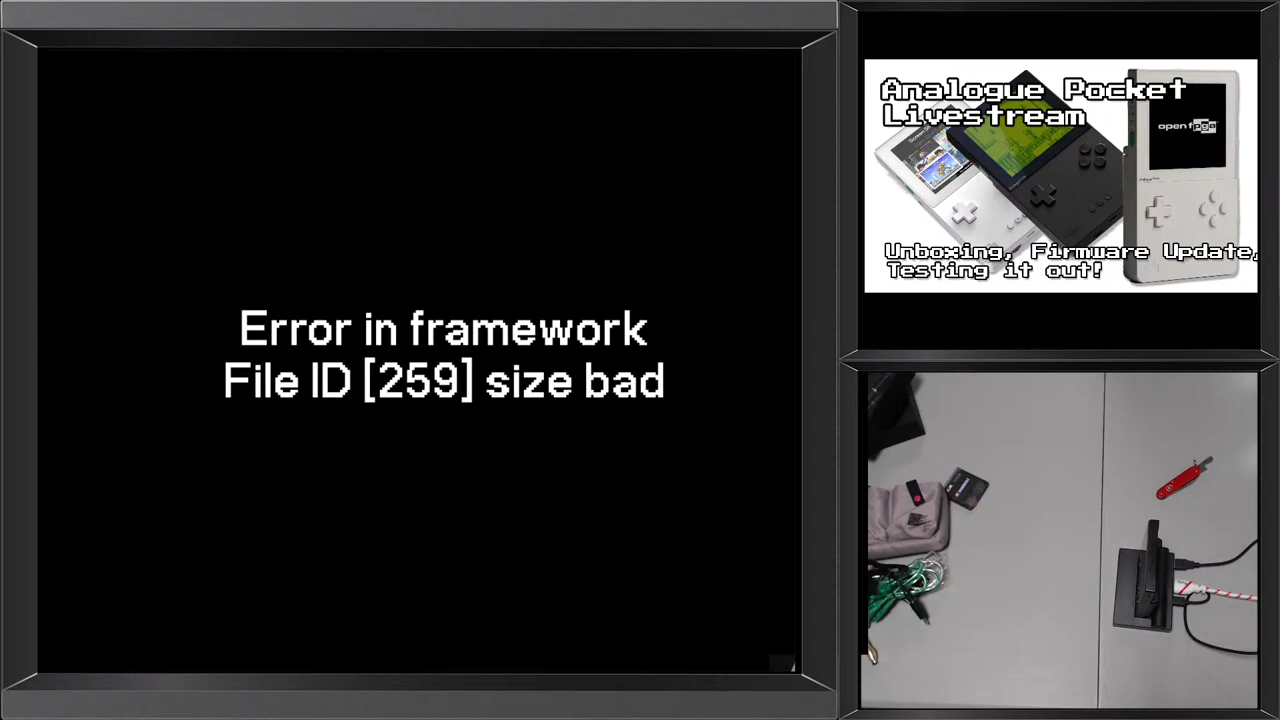 Error in framework
File ID [259] size bad
Analogue Pocket
Livestream
open fpga
Unboxing, Firmware Update,
Testing it out!